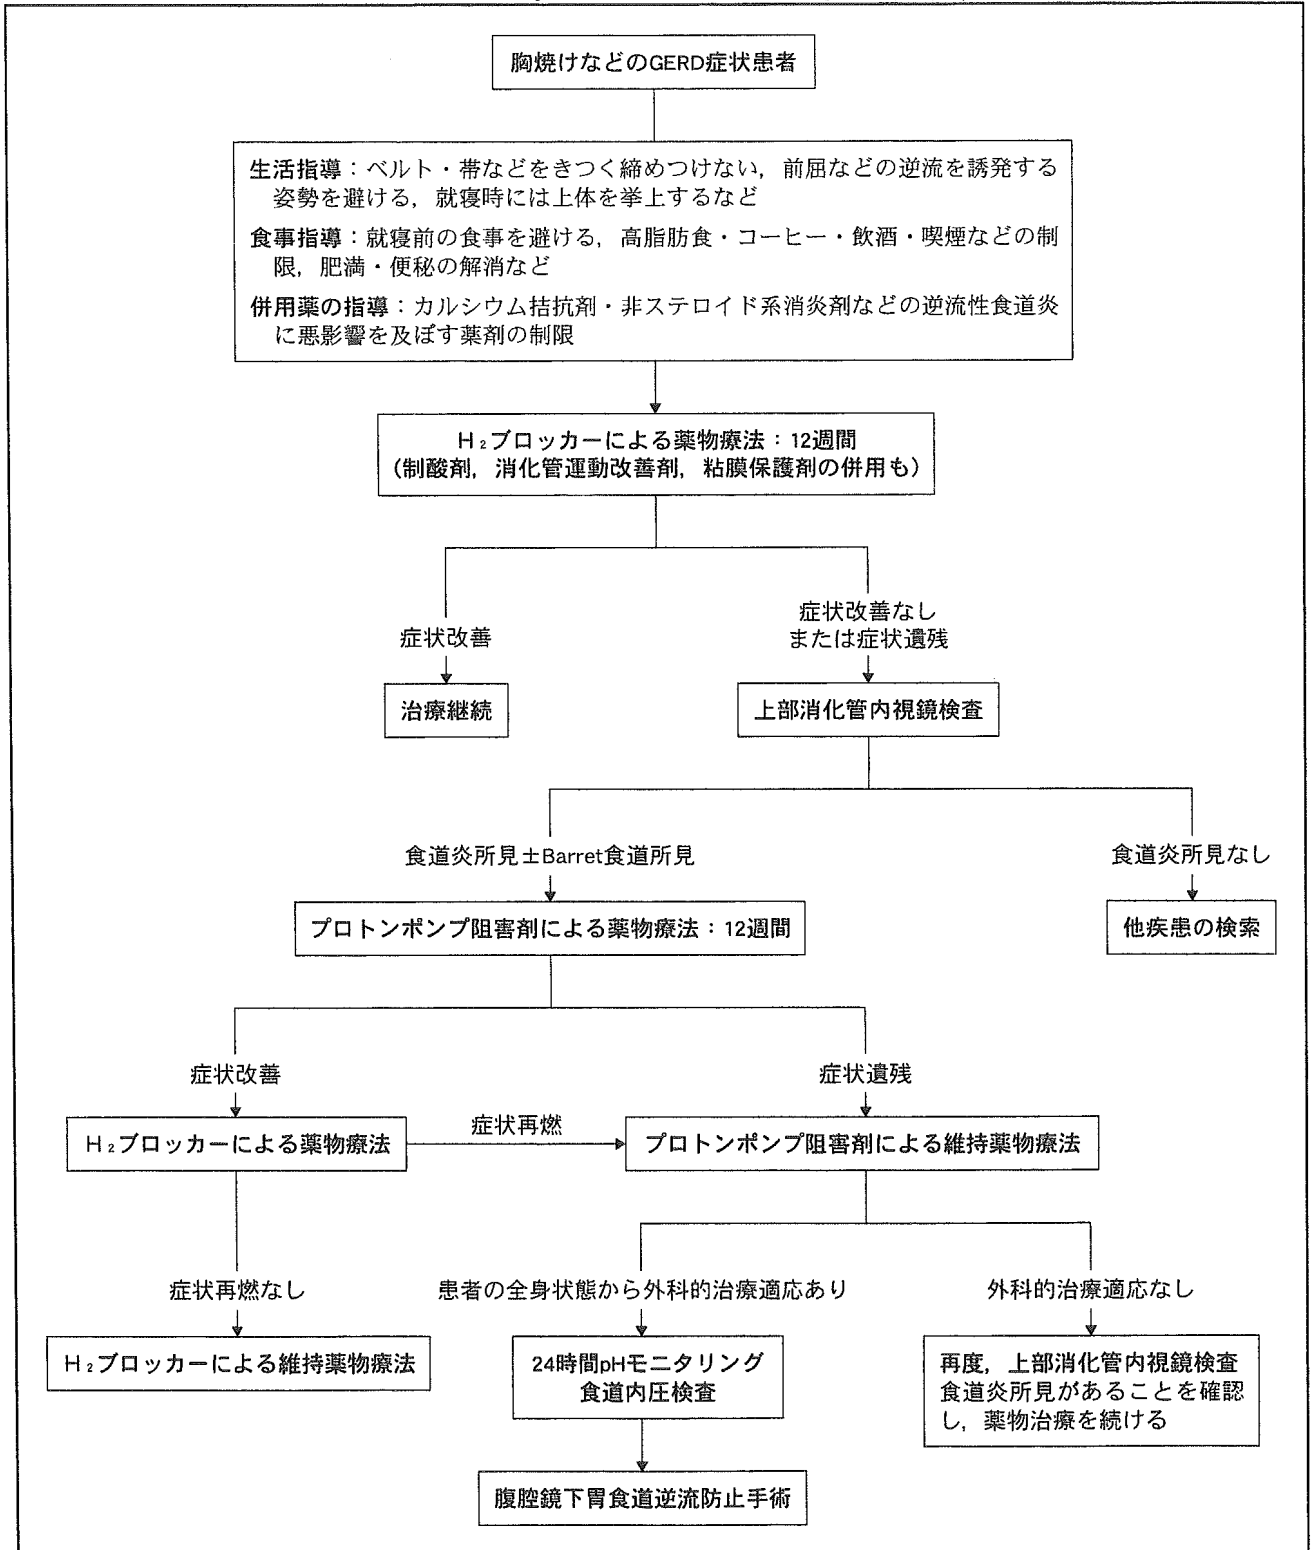 胸焼けなどのGERD症状患者
生活指導：ベルト・帯などをきつく締めつけない，前屈などの逆流を誘発する
姿勢を避ける，就寝時には上体を挙上するなど
食事指導：就寝前の食事を避ける，高脂肪食・コーヒー・飲酒・喫煙などの制
限，肥満・便秘の解消など
併用薬の指導：カルシウム拮抗剤・非ステロイド系消炎剤などの逆流性食道炎
に悪影響を及ぼす薬剤の制限
H₂ブロッカーによる薬物療法：12週間
（制酸剤，消化管運動改善剤，粘膜保護剤の併用も）
症状改善
症状改善なし
または症状遺残
治療継続
上部消化管内視鏡検査
食道炎所見±Barret食道所見
食道炎所見なし
プロトンポンプ阻害剤による薬物療法：12週間
他疾患の検索
症状改善
症状遺残
H₂ブロッカーによる薬物療法
症状再燃
プロトンポンプ阻害剤による維持薬物療法
症状再燃なし
患者の全身状態から外科的治療適応あり
外科的治療適応なし
H₂ブロッカーによる維持薬物療法
24時間pHモニタリング
食道内圧検査
再度，上部消化管内視鏡検査
食道炎所見があることを確認
し，薬物治療を続ける
腹腔鏡下胃食道逆流防止手術